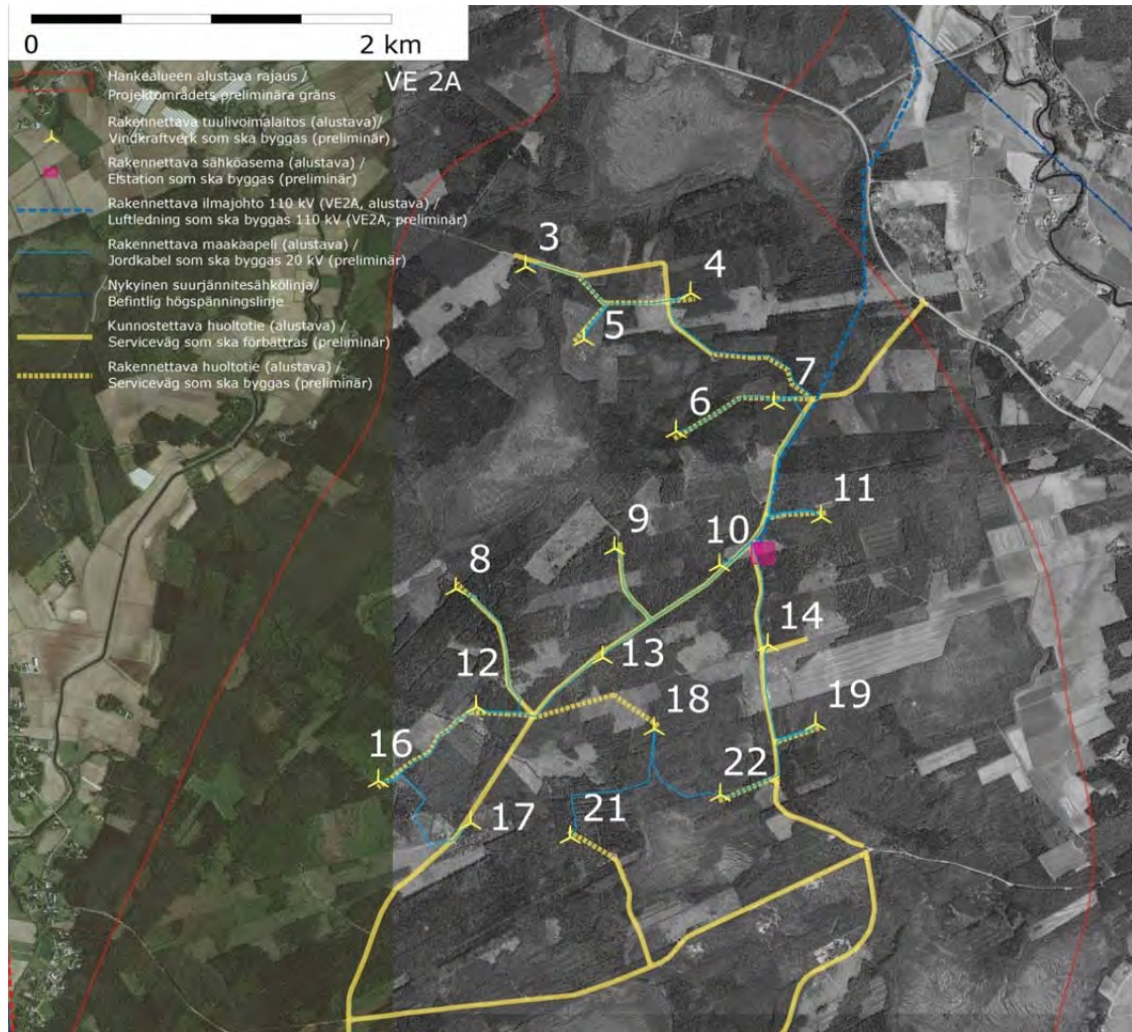 0 2 km
VE 2A
Hankealueen alustava rajaus /
Projektområdets preliminära gräns
Rakennettava tuulivoimalaitos (alustava)/
Vindkraftverk som ska byggas (preliminär)
Rakennettava sähköasema (alustava) /
Elstation som ska byggas (preliminär)
Rakennettava ilmajohto 110 kV (VE2A, alustava) /
Luftledning som ska byggas 110 kV (VE2A, preliminär)
Rakennettava maakaapeli (alustava) /
Jordkabel som ska byggas 20 kV (preliminär)
Nykyinen suurjännitesähkölinja/
Befintlig högspänningslinje
Kunnostettava huoltotie (alustava) /
Serviceväg som ska förbättras (preliminär)
Rakennettava huoltotie (alustava) /
Serviceväg som ska byggas (preliminär)
3
4
5
7
6
11
9
10
8
14
13
12
18
19
16
22
17
21